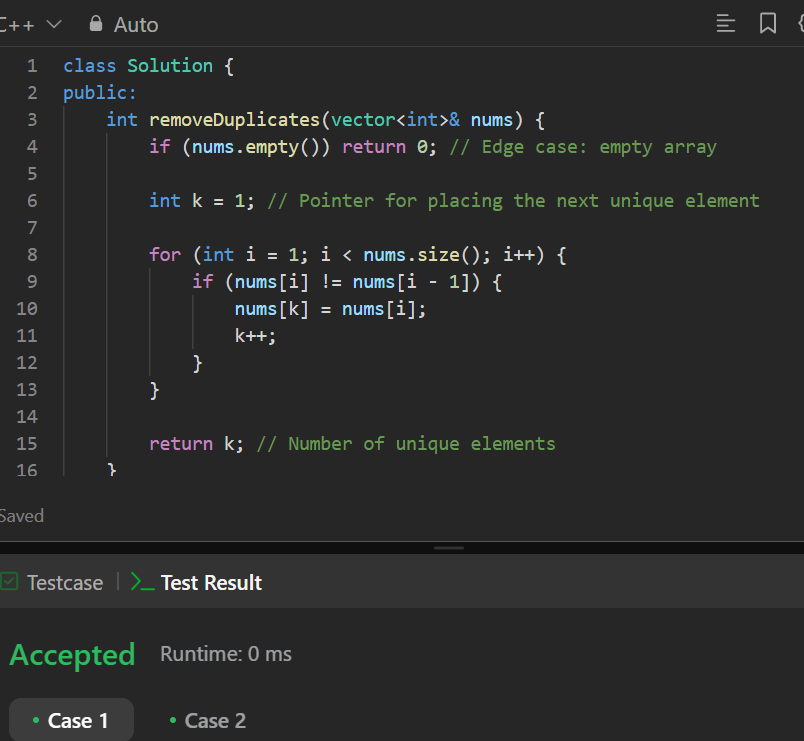 C++ Auto
1 class Solution {
2 public:
3 int removeDuplicates(vector<int>& nums) {
4 if (nums.empty()) return 0; // Edge case: empty array
5
6 int k = 1; // Pointer for placing the next unique element
7
8 for (int i = 1; i < nums.size(); i++) {
9 if (nums[i] != nums[i - 1]) {
10 nums[k] = nums[i];
11 k++;
12 }
13 }
14
15 return k; // Number of unique elements
16 }
Saved
Testcase | >_ Test Result
Accepted Runtime: 0 ms
• Case 1 • Case 2